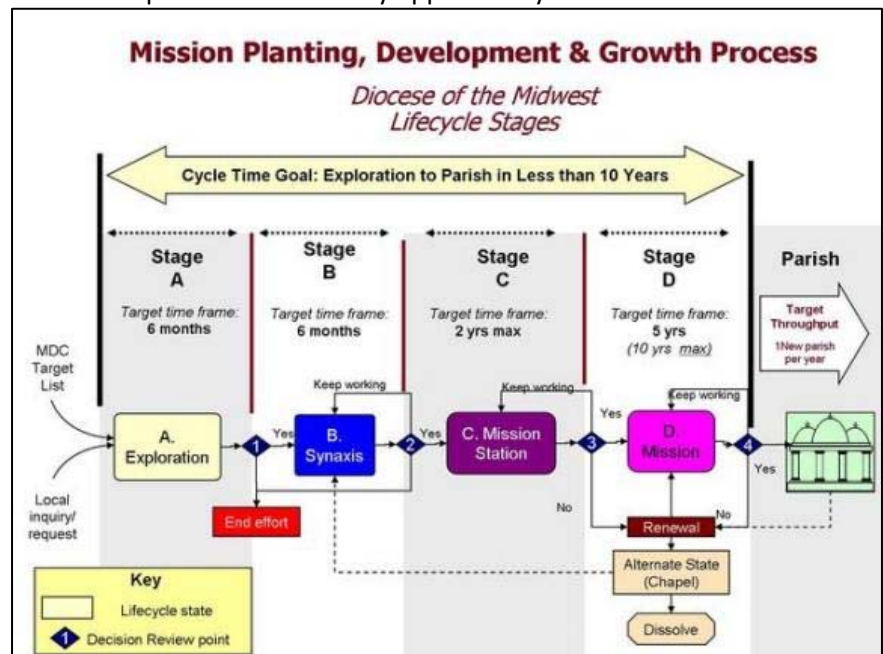 Mission Planting, Development & Growth Process
Diocese of the Midwest
Lifecycle Stages
Cycle Time Goal: Exploration to Parish in Less than 10 Years
Stage
A
Target time frame:
6 months
Stage
B
Target time frame:
6 months
Stage
C
Target time frame:
2 yrs max
Stage
D
Target time frame:
5 yrs
(10 yrs max)
Parish
Target
Throughput
1New parish
per year
MDC
Target
List
Local
inquiry/
request
A.
Exploration
1
Yes
Keep working
B.
Synaxis
2
Yes
Keep working
C. Mission
Station
3
Yes
Keep working
D.
Mission
4
Yes
End effort
No
No
Renewal
Alternate State
(Chapel)
Dissolve
Key
Lifecycle state
1
Decision Review point